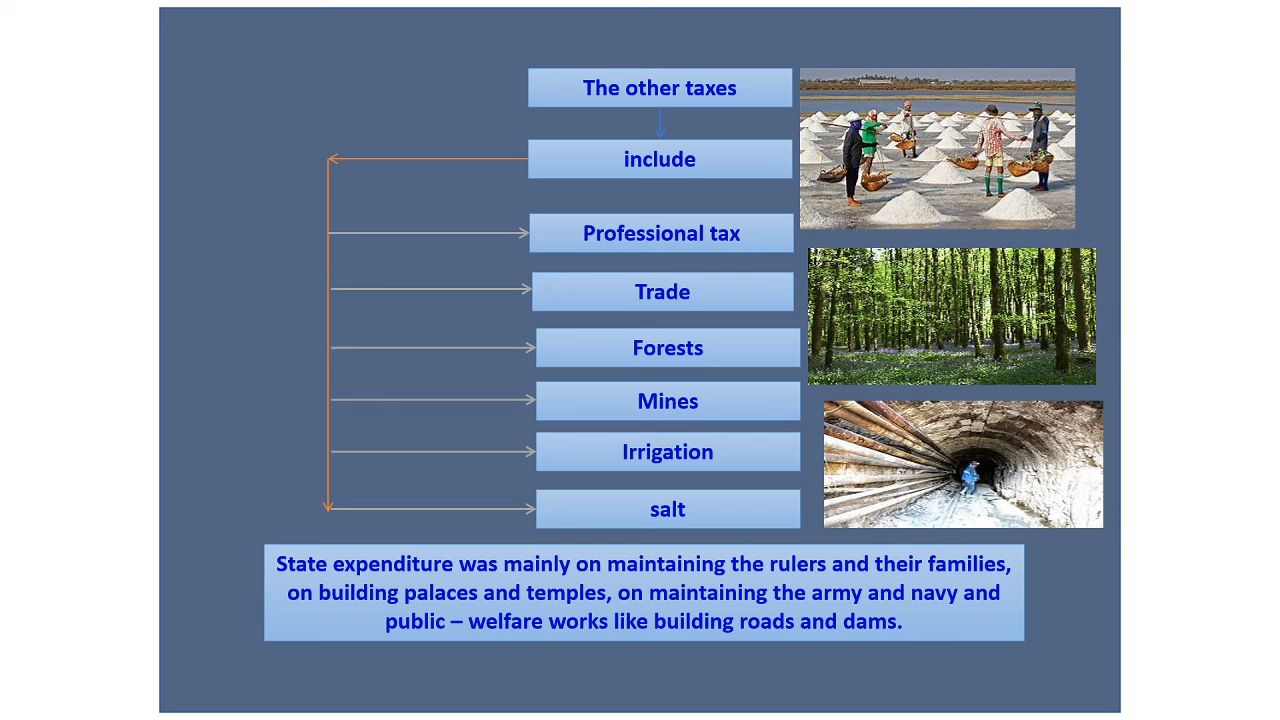 The other taxes
include
Professional tax
Trade
Forests
Mines
Irrigation
salt
State expenditure was mainly on maintaining the rulers and their families,
on building palaces and temples, on maintaining the army and navy and
public – welfare works like building roads and dams.